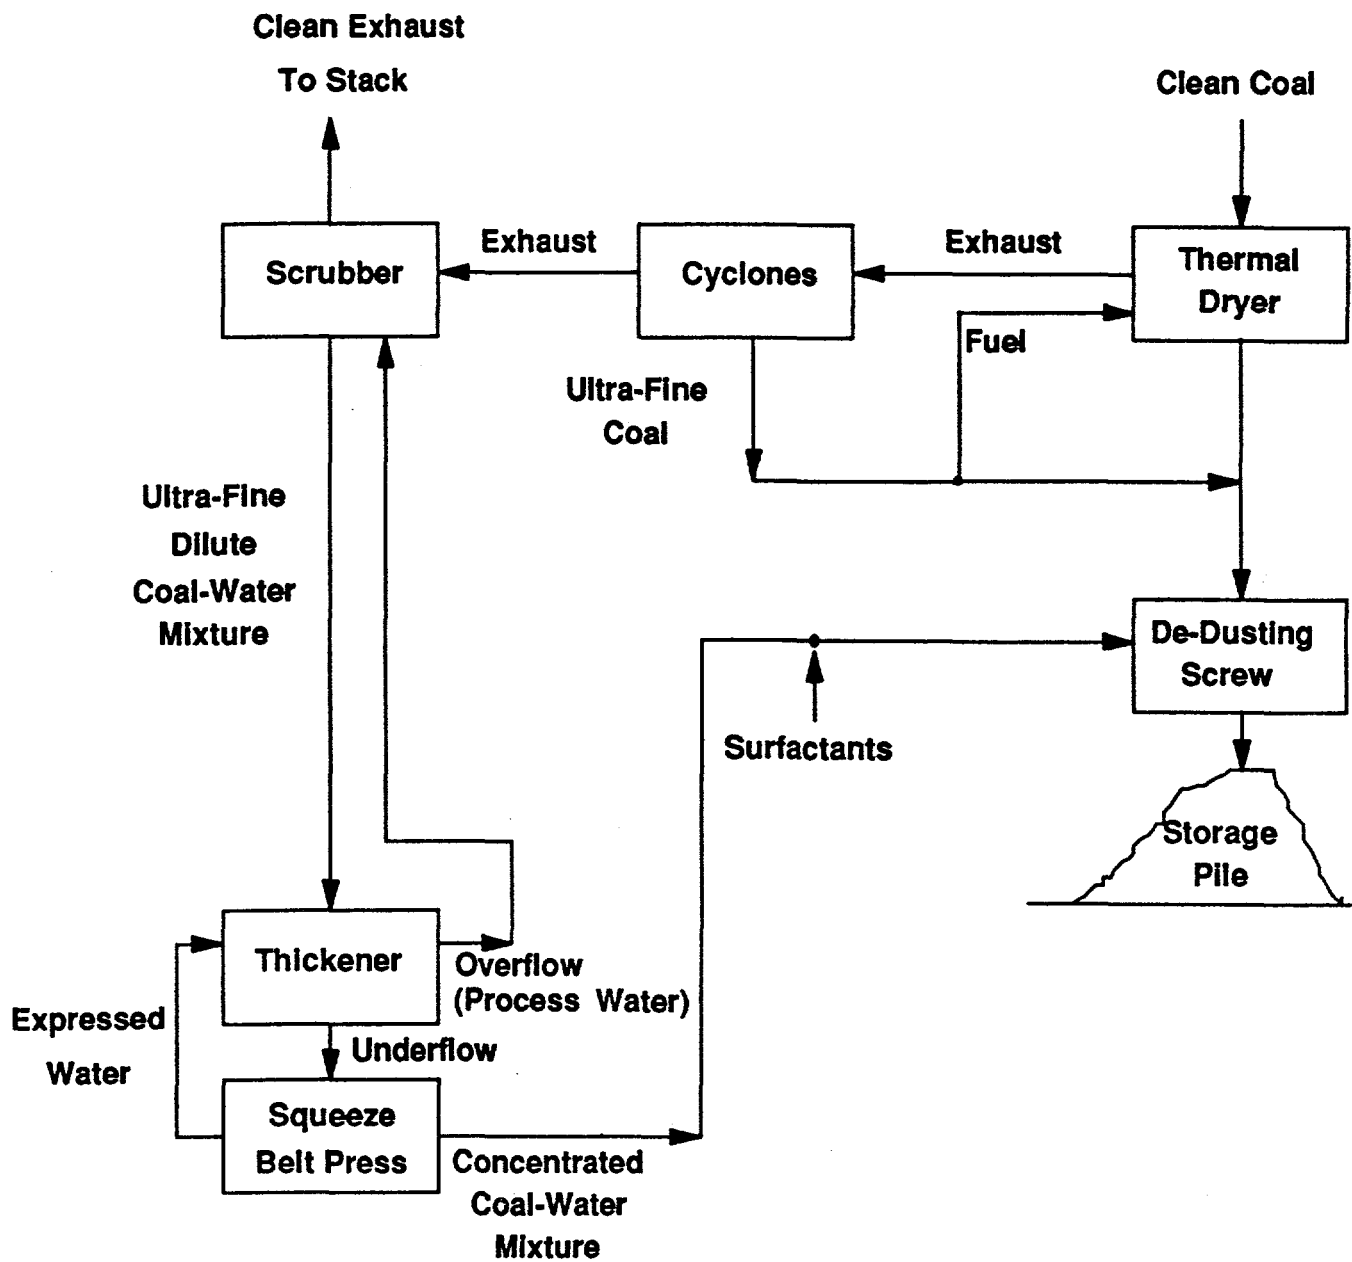 Clean Exhaust
To Stack
Clean Coal
Scrubber
Exhaust
Cyclones
Exhaust
Thermal
Dryer
Fuel
Ultra-Fine
Coal
Ultra-Fine
Dilute
Coal-Water
Mixture
De-Dusting
Screw
Surfactants
Storage
Pile
Thickener
Overflow
(Process Water)
Expressed
Water
Underflow
Squeeze
Belt Press
Concentrated
Coal-Water
Mixture